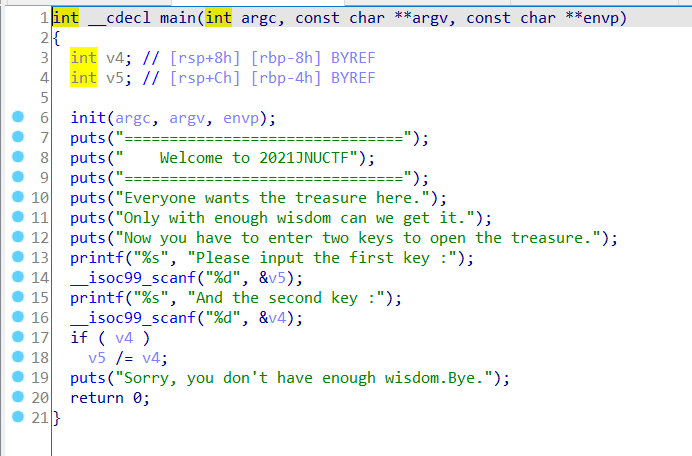 1 int __cdecl main(int argc, const char **argv, const char **envp)
2 {
3   int v4; // [rsp+8h] [rbp-8h] BYREF
4   int v5; // [rsp+Ch] [rbp-4h] BYREF
5
6   init(argc, argv, envp);
7   puts("===============================");
8   puts("    Welcome to 2021JNUCTF");
9   puts("===============================");
10   puts("Everyone wants the treasure here.");
11   puts("Only with enough wisdom can we get it.");
12   puts("Now you have to enter two keys to open the treasure.");
13   printf("%s", "Please input the first key :");
14   __isoc99_scanf("%d", &v5);
15   printf("%s", "And the second key :");
16   __isoc99_scanf("%d", &v4);
17   if ( v4 )
18     v5 /= v4;
19   puts("Sorry, you don't have enough wisdom.Bye.");
20   return 0;
21 }